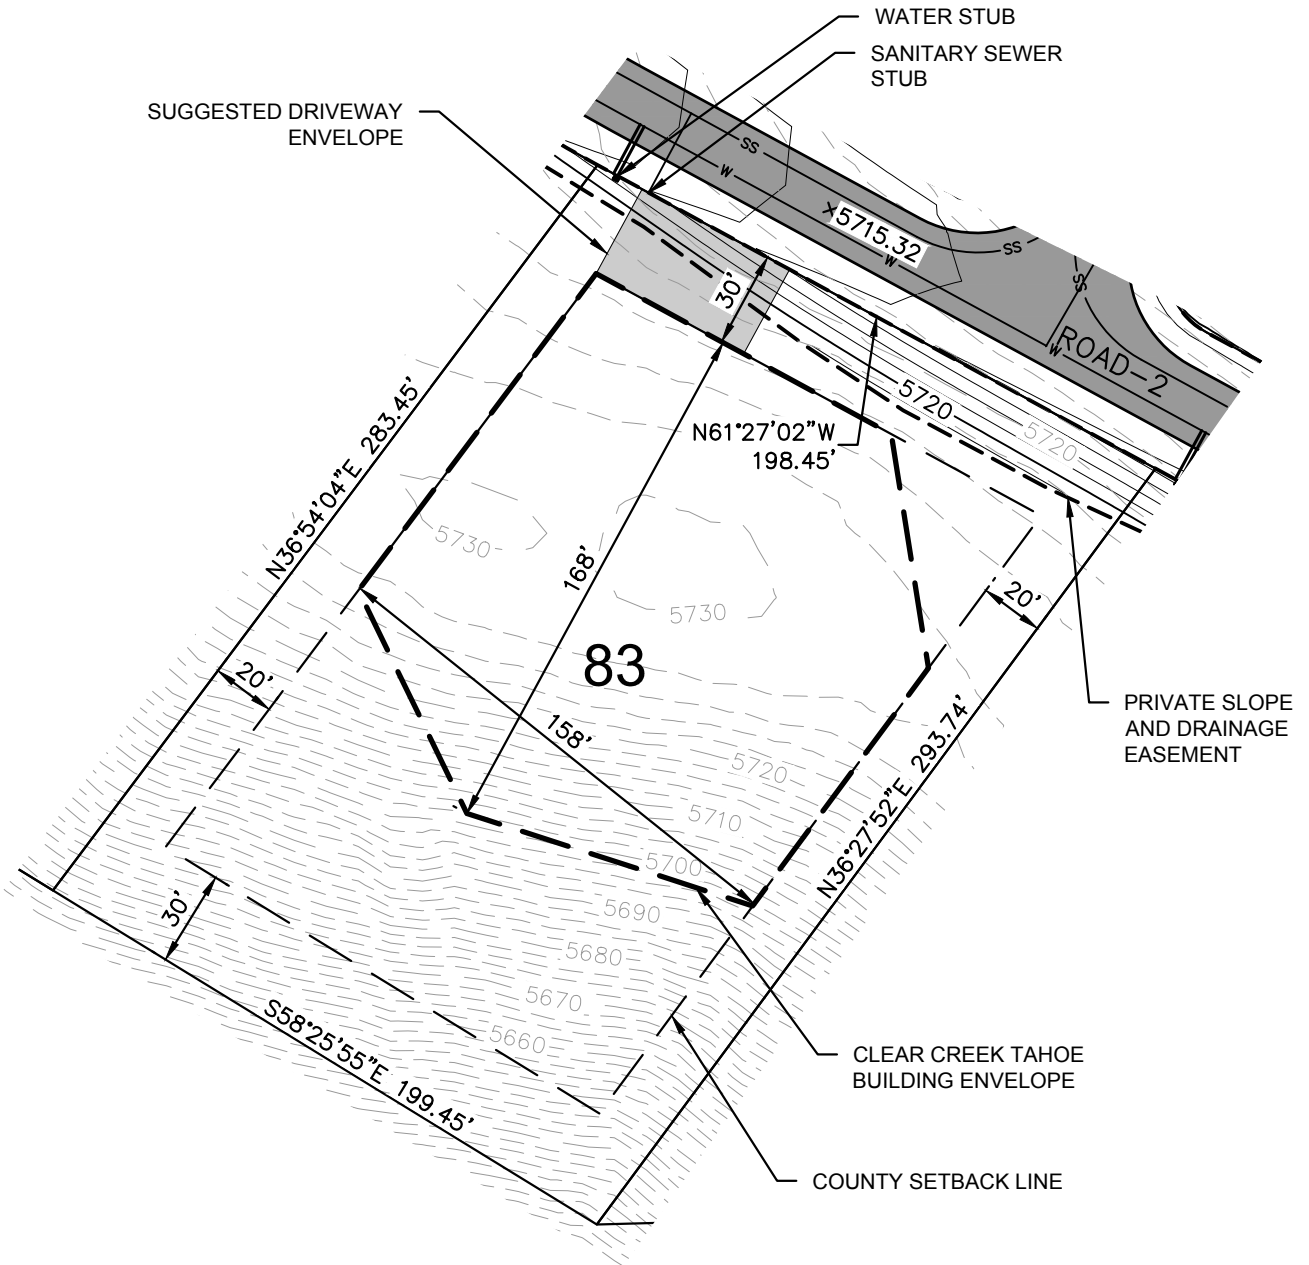 WATER STUB
SANITARY SEWER
STUB
SUGGESTED DRIVEWAY
ENVELOPE
SS
W
×5715.32
W
SS
SS
ROAD-2
W
30'
5720
5720
N61°27'02"W
198.45'
N36°54'04"E 283.45'
5730
168'
5730
20'
83
20'
158'
PRIVATE SLOPE
AND DRAINAGE
EASEMENT
5720
5710
5700
N36°27'52"E 293.74'
30'
5690
5680
5670
5660
S58°25'55"E 199.45'
CLEAR CREEK TAHOE
BUILDING ENVELOPE
COUNTY SETBACK LINE